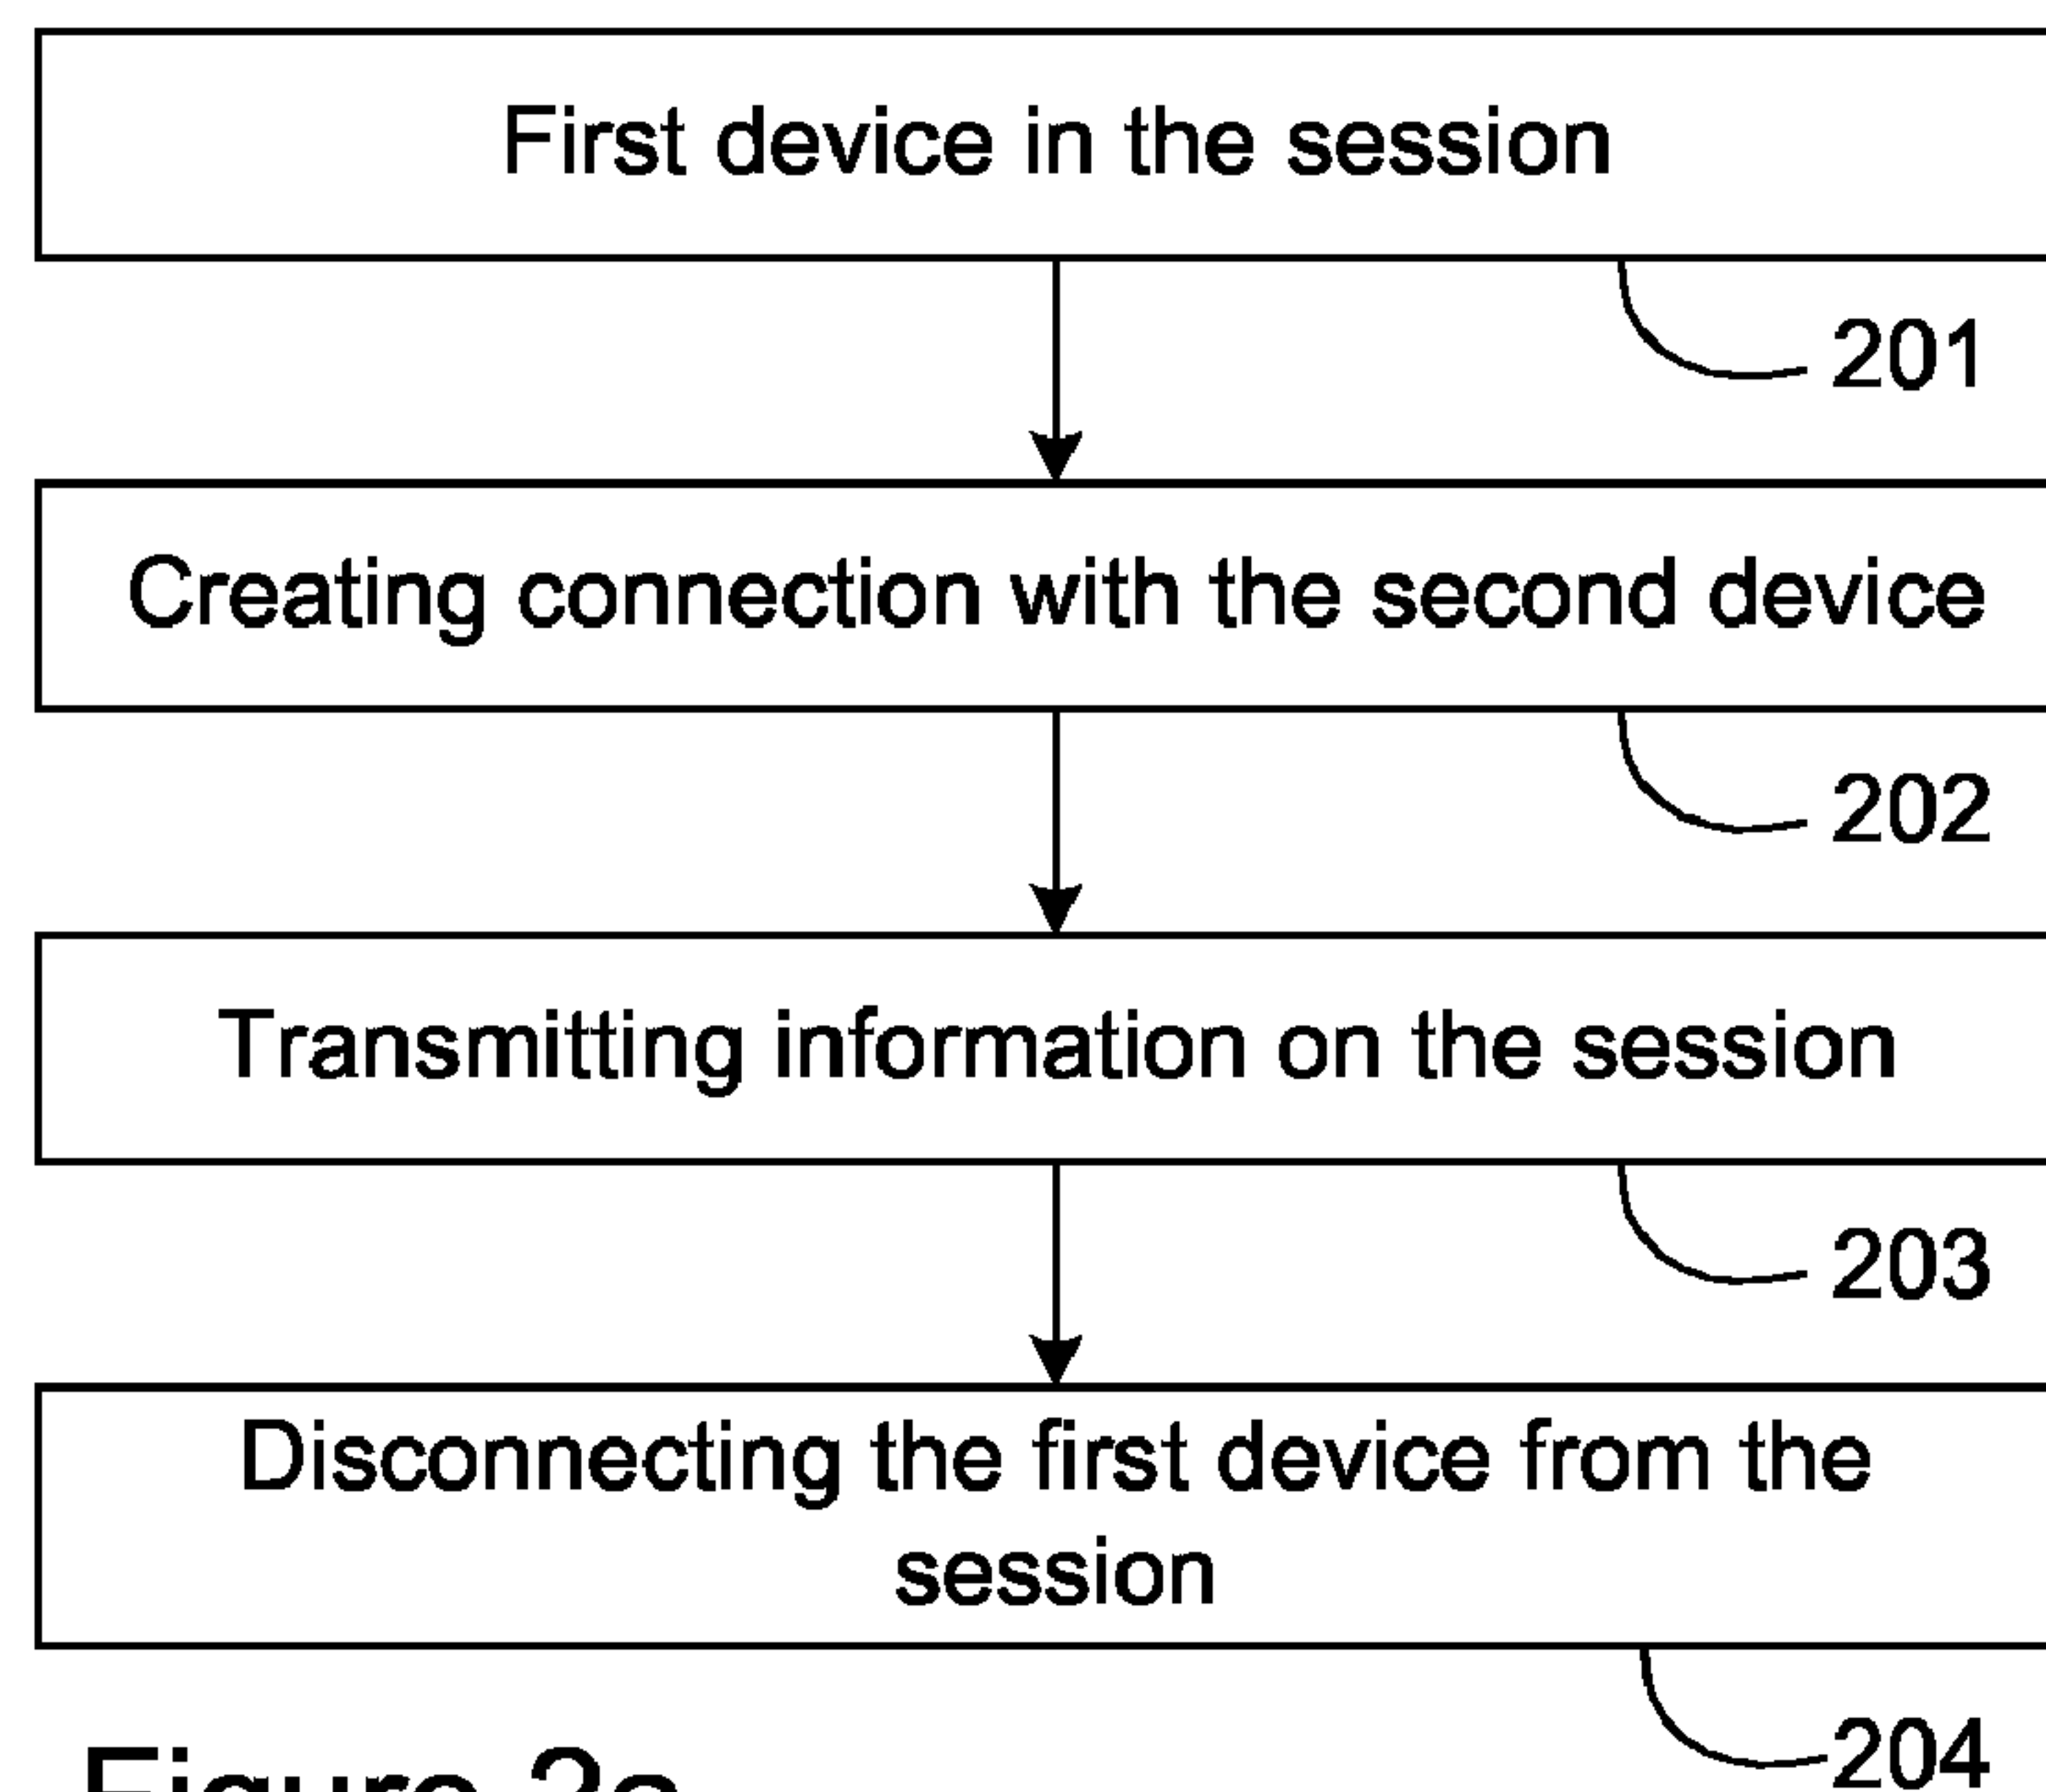 First device in the session
201
Creating connection with the second device
202
Transmitting information on the session
203
Disconnecting the first device from the
session
204
Figure